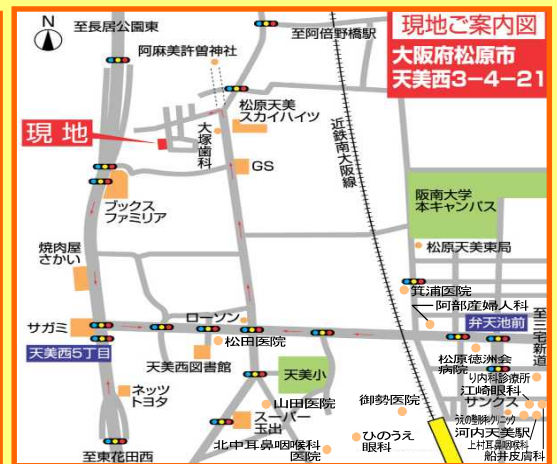 N
至長居公園東
至阿倍野橋駅
現地ご案内図
大阪府松原市
天美西3-4-21
阿麻美許曽神社
松原天美
スカイハイツ
大塚歯科
現地
近鉄南大阪線
GS
ブックス
ファミリア
阪南大学
本キャンパス
松原天美東局
焼肉屋
さかい
箕浦医院
阿部産婦人科
至三宅新道
弁天池前
ローソン
サガミ
松田医院
天美西5丁目
天美西図書館
天美小
松原徳洲会
病院
り内科診療所
江崎眼科
サンクス
ネッツ
トヨタ
山田医院
御勢医院
スーパー
玉出
河内天美駅
上村耳鼻咽喉科
北中耳鼻咽喉科
医院
ひのうえ
眼科
船井皮膚科
至東花田西